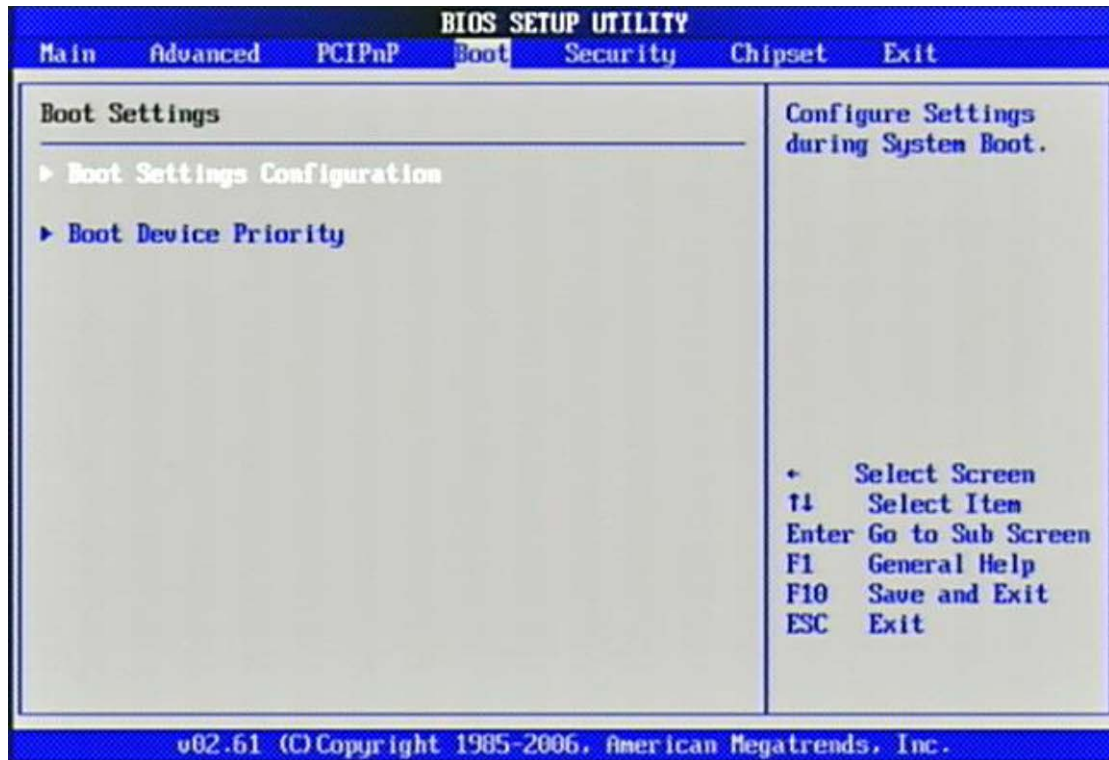 BIOS SETUP UTILITY
Main Advanced PCIPnP Boot Security Chipset Exit
Boot Settings
▶ Boot Settings Configuration
▶ Boot Device Priority
Configure Settings
during System Boot.
← Select Screen
↑↓ Select Item
Enter Go to Sub Screen
F1 General Help
F10 Save and Exit
ESC Exit
v02.61 (C)Copyright 1985-2006, American Megatrends, Inc.